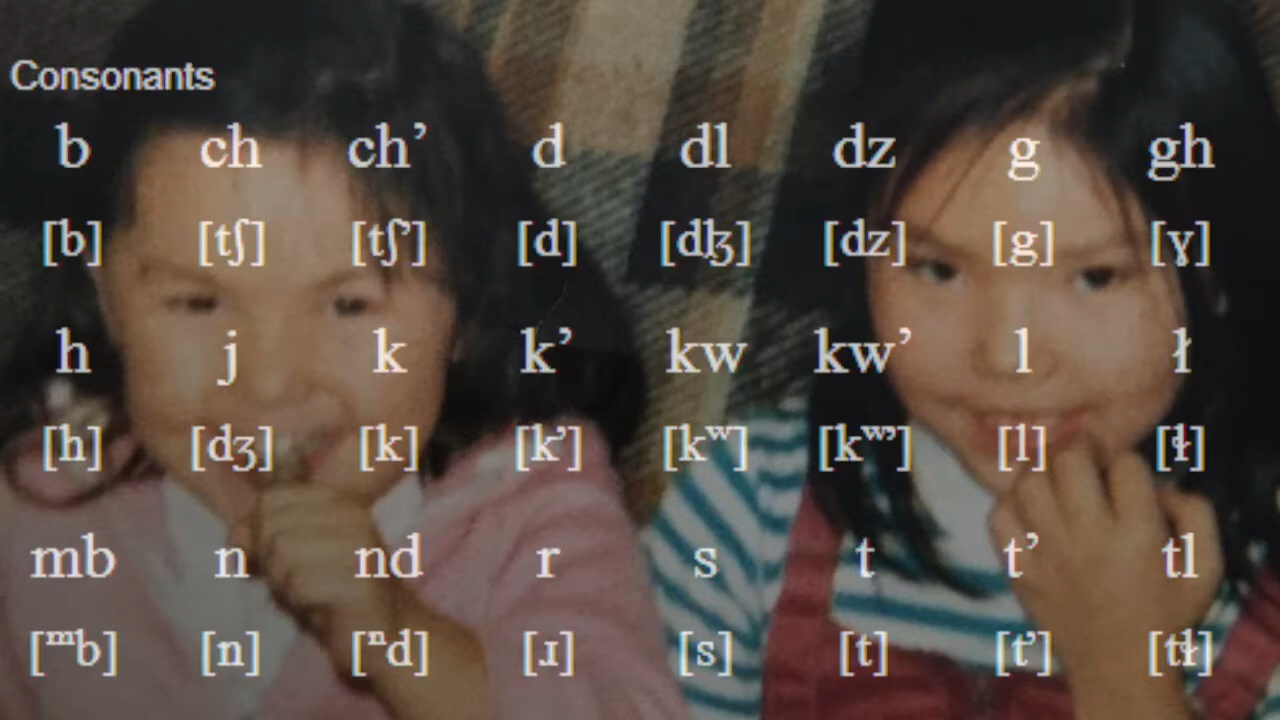 Consonants
b ch ch’ d dl dz g gh
[b] [tʃ] [tʃ’] [d] [dɮ] [dz] [g] [ɣ]
h j k k’ kw kw’ l ł
[h] [dʒ] [k] [k’] [kʷ] [kʷ’] [l] [ɬ]
mb n nd r s t t’ tl
[ᵐb] [n] [ⁿd] [ɹ] [s] [t] [t’] [tɬ]